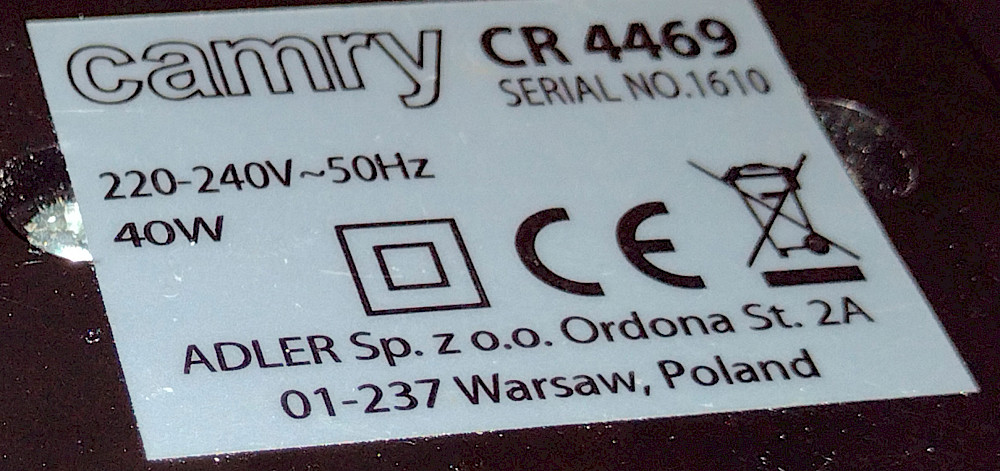 camry CR 4469
SERIAL NO.1610
220-240V~50Hz
40W
CE
ADLER Sp. z o.o. Ordona St. 2A
01-237 Warsaw, Poland